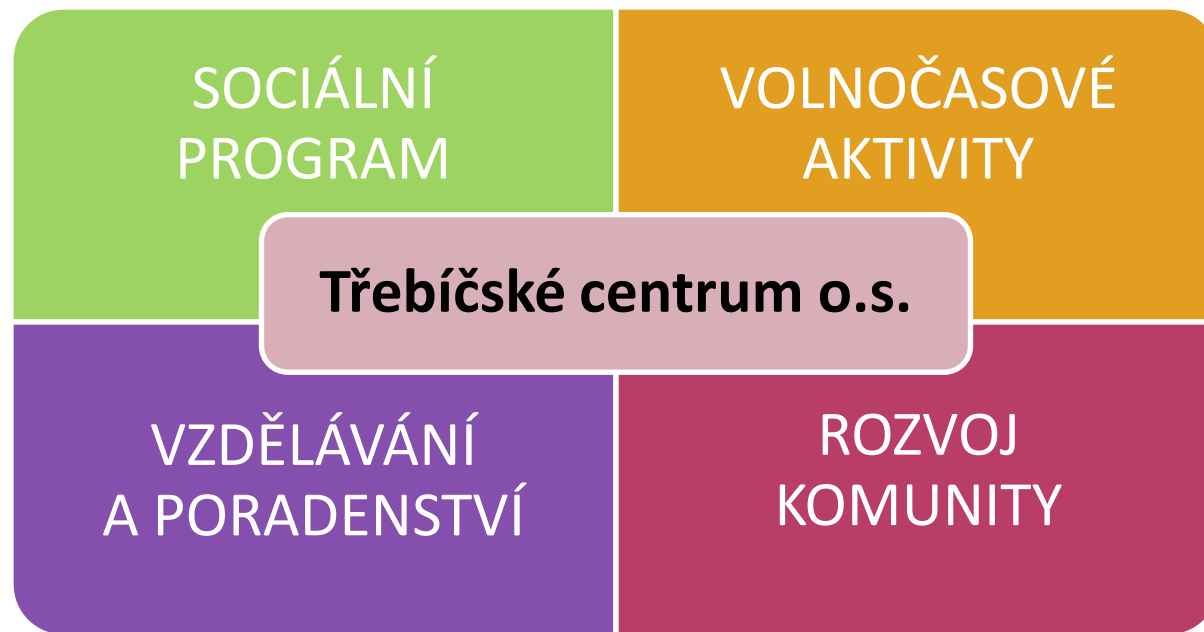 SOCIÁLNÍ
PROGRAM
VOLNOČASOVÉ
AKTIVITY
Třebíčské centrum o.s.
VZDĚLÁVÁNÍ
A PORADENSTVÍ
ROZVOJ
KOMUNITY